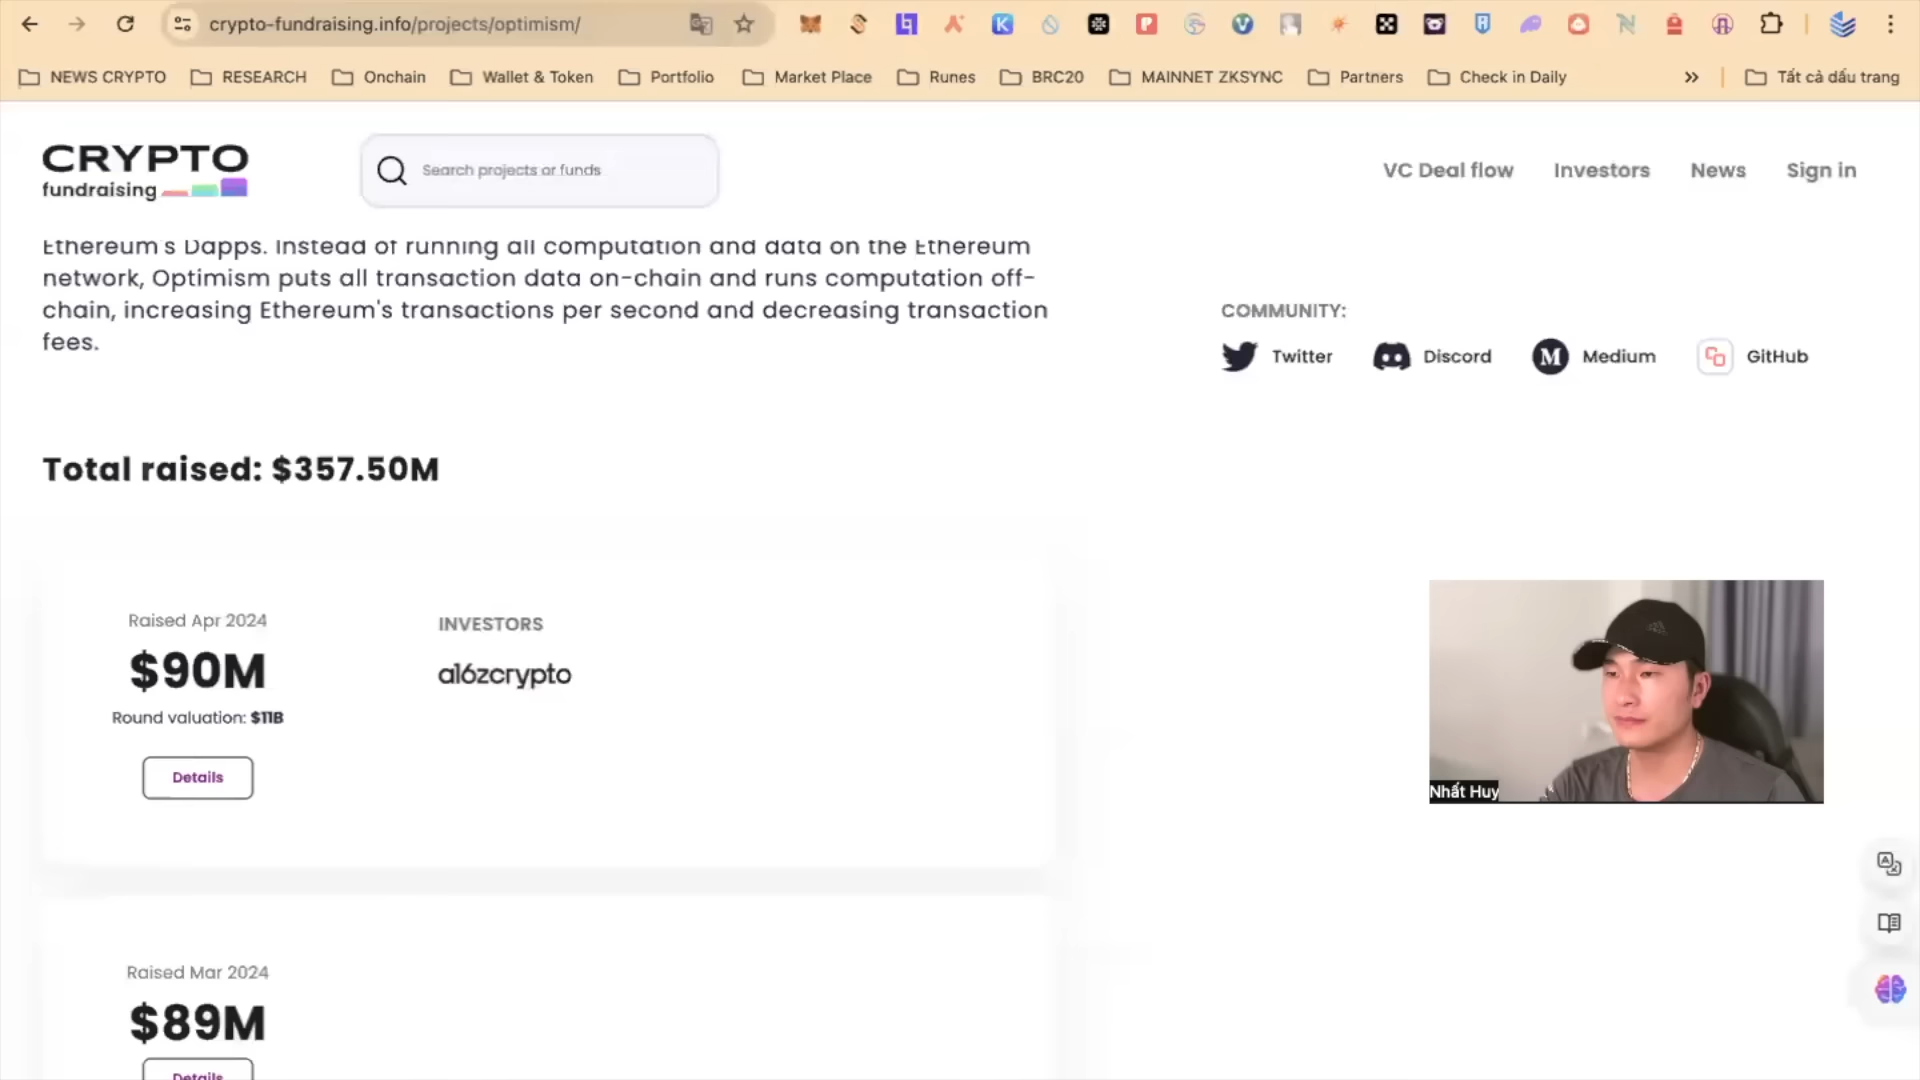 crypto-fundraising.info/projects/optimism/
NEWS CRYPTO
RESEARCH
Onchain
Wallet & Token
Portfolio
Market Place
Runes
BRC20
MAINNET ZKSYNC
Partners
Check in Daily
Tất cả dấu trang
CRYPTO
fundraising
Search projects or funds
VC Deal flow
Investors
News
Sign in
Ethereum's Dapps. Instead of running all computation and data on the Ethereum
network, Optimism puts all transaction data on-chain and runs computation off-
chain, increasing Ethereum's transactions per second and decreasing transaction
fees.
COMMUNITY:
Twitter
Discord
Medium
GitHub
Total raised: $357.50M
Raised Apr 2024
$90M
Round valuation: $11B
Details
INVESTORS
a16zcrypto
Nhất Huy
Raised Mar 2024
$89M
Details